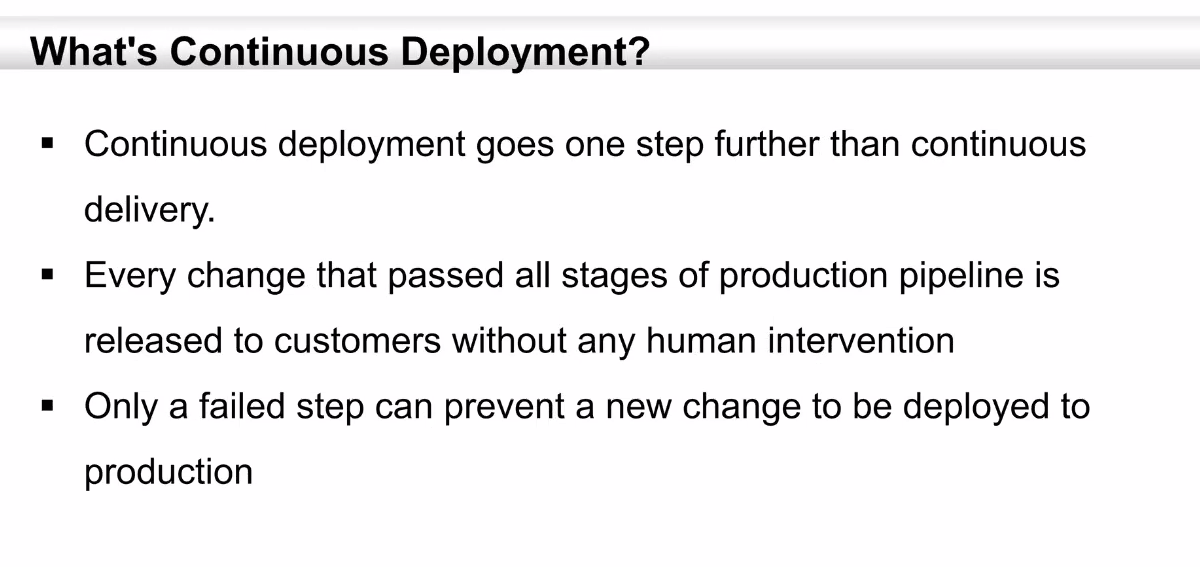 What's Continuous Deployment?
▪ Continuous deployment goes one step further than continuous
delivery.
▪ Every change that passed all stages of production pipeline is
released to customers without any human intervention
▪ Only a failed step can prevent a new change to be deployed to
production